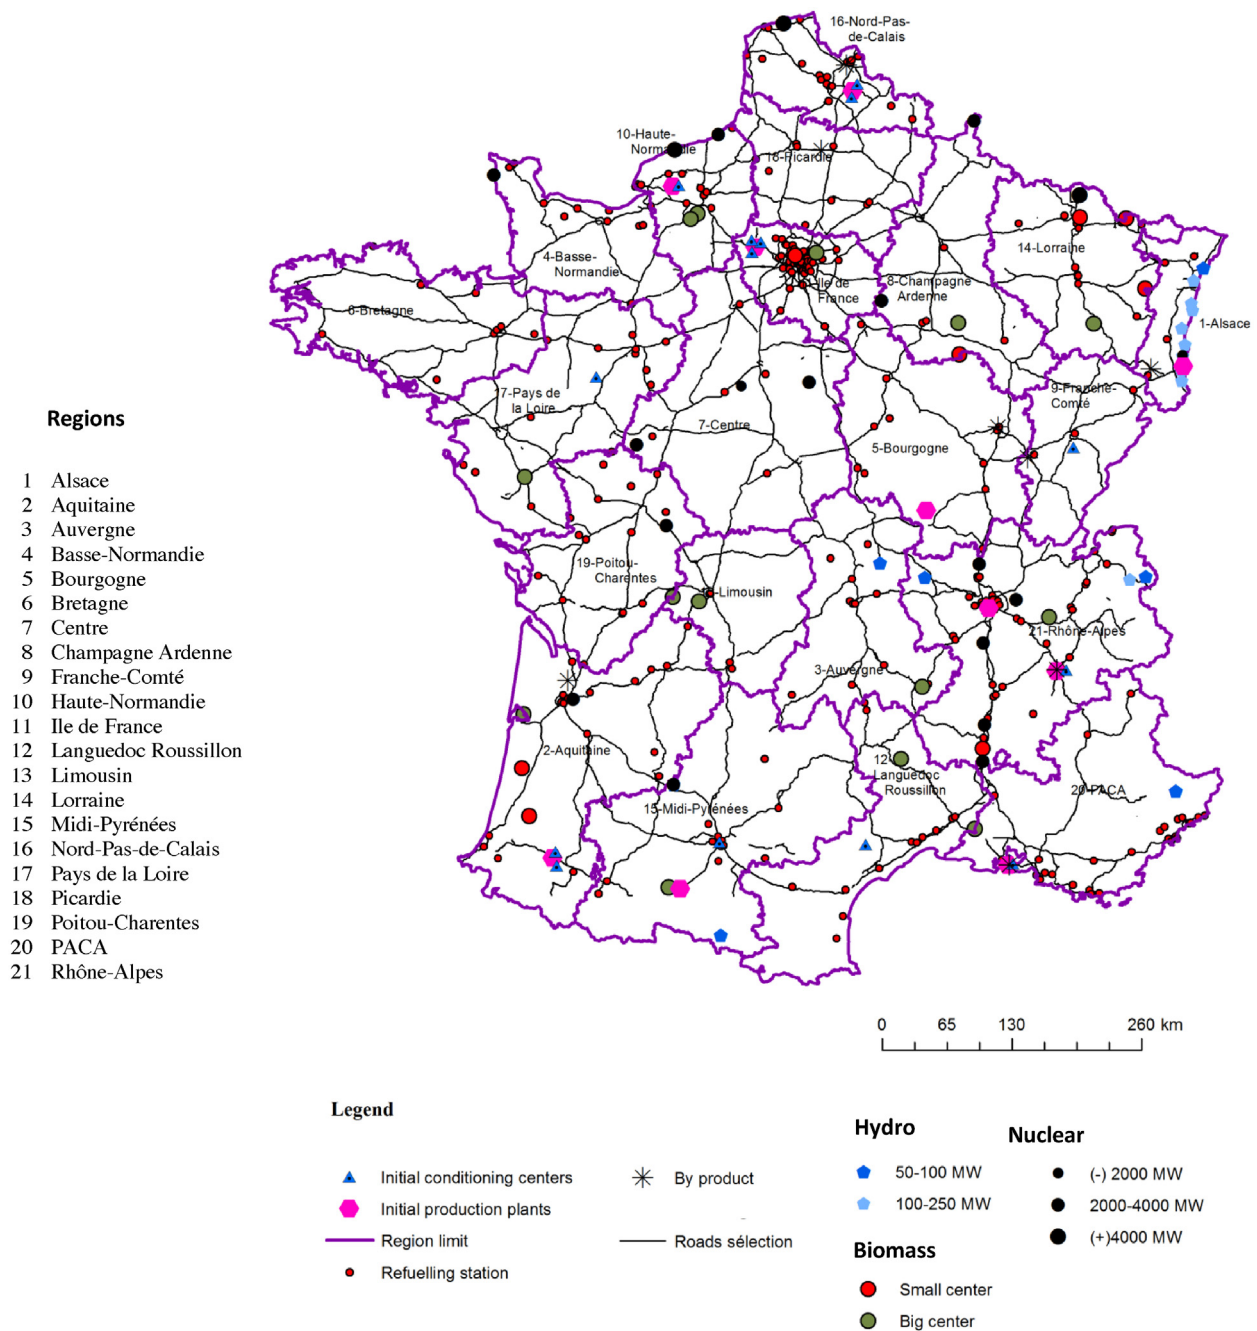 16-Nord-Pas-
de-Calais
10-Haute-
Normandie
18-Picardie
4-Basse-
Normandie
14-Lorraine
Ile de
France
8-Champagne
Ardenne
1-Alsace
6-Bretagne
17-Pays de
la Loire
9-Franche-
Comté
7-Centre
5-Bourgogne
19-Poitou-
Charentes
-Limousin
21-Rhône-Alpes
3-Auvergne
2-Aquitaine
12-
Languedoc
Roussillon
15-Midi-Pyrénées
20-PACA
Regions
1 Alsace
2 Aquitaine
3 Auvergne
4 Basse-Normandie
5 Bourgogne
6 Bretagne
7 Centre
8 Champagne Ardenne
9 Franche-Comté
10 Haute-Normandie
11 Ile de France
12 Languedoc Roussillon
13 Limousin
14 Lorraine
15 Midi-Pyrénées
16 Nord-Pas-de-Calais
17 Pays de la Loire
18 Picardie
19 Poitou-Charentes
20 PACA
21 Rhône-Alpes
0 65 130 260 km
Legend
Initial conditioning centers
Initial production plants
Region limit
Refuelling station
By product
Roads sélection
Hydro
50-100 MW
100-250 MW
Biomass
Small center
Big center
Nuclear
(-) 2000 MW
2000-4000 MW
(+)4000 MW